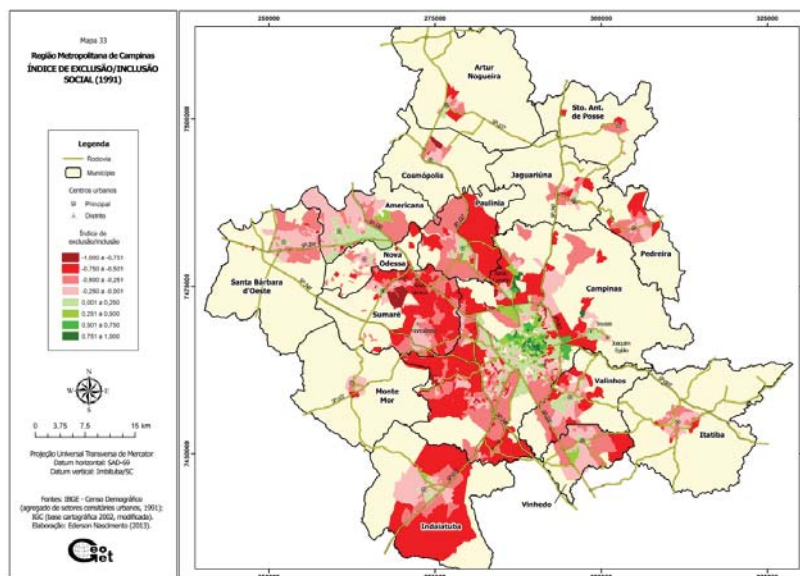 Mapa 33
Região Metropolitana de Campinas
ÍNDICE DE EXCLUSÃO/INCLUSÃO
SOCIAL (1991)
Legenda
Rodovia
Município
Centros urbanos
Principal
Distrito
Índice de
exclusão/inclusão
-1,000 a -0,751
-0,750 a -0,501
-0,500 a -0,251
-0,250 a -0,001
0,001 a 0,250
0,251 a 0,500
0,501 a 0,750
0,751 a 1,000
N
W E
S
0 3,75 7,5 15 km
Projeção Universal Transversa de Mercator
Datum horizontal: SAD-69
Datum vertical: Imbituba/SC
Fontes: IBGE - Censo Demográfico
(agregado de setores censitários urbanos, 1991);
IGC (base cartográfica 2002, modificada).
Elaboração: Ederson Nascimento (2013).
Geo
get
250000 275000 300000 325000
Artur
Nogueira
Sto. Ant.
de Posse
Cosmópolis
Jaguariúna
Americana
Paulínia
Pedreira
Nova
Odessa
Santa Bárbara
d'Oeste
Campinas
Sumaré
Valinhos
Monte
Mor
Itatiba
Vinhedo
Indaiatuba